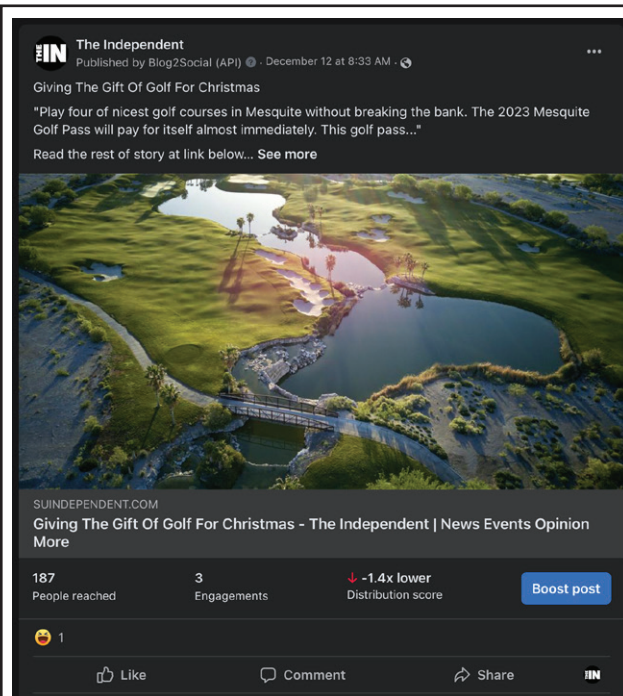 THE IN
The Independent
Published by Blog2Social (API) · December 12 at 8:33 AM ·
Giving The Gift Of Golf For Christmas
"Play four of nicest golf courses in Mesquite without breaking the bank. The 2023 Mesquite
Golf Pass will pay for itself almost immediately. This golf pass..."
Read the rest of story at link below... See more
SUINDEPENDENT.COM
Giving The Gift Of Golf For Christmas - The Independent | News Events Opinion
More
187 3 ↓ -1.4x lower
People reached Engagements Distribution score Boost post
1
Like Comment Share IN